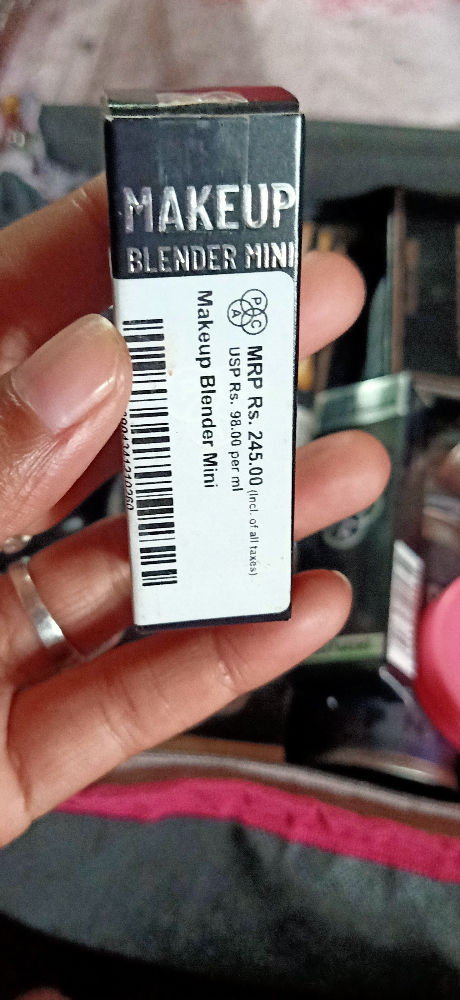 MAKEUP
BLENDER MINI
PAC
MRP Rs. 245.00 (Incl. of all taxes)
USP Rs. 98.00 per ml
Makeup Blender Mini